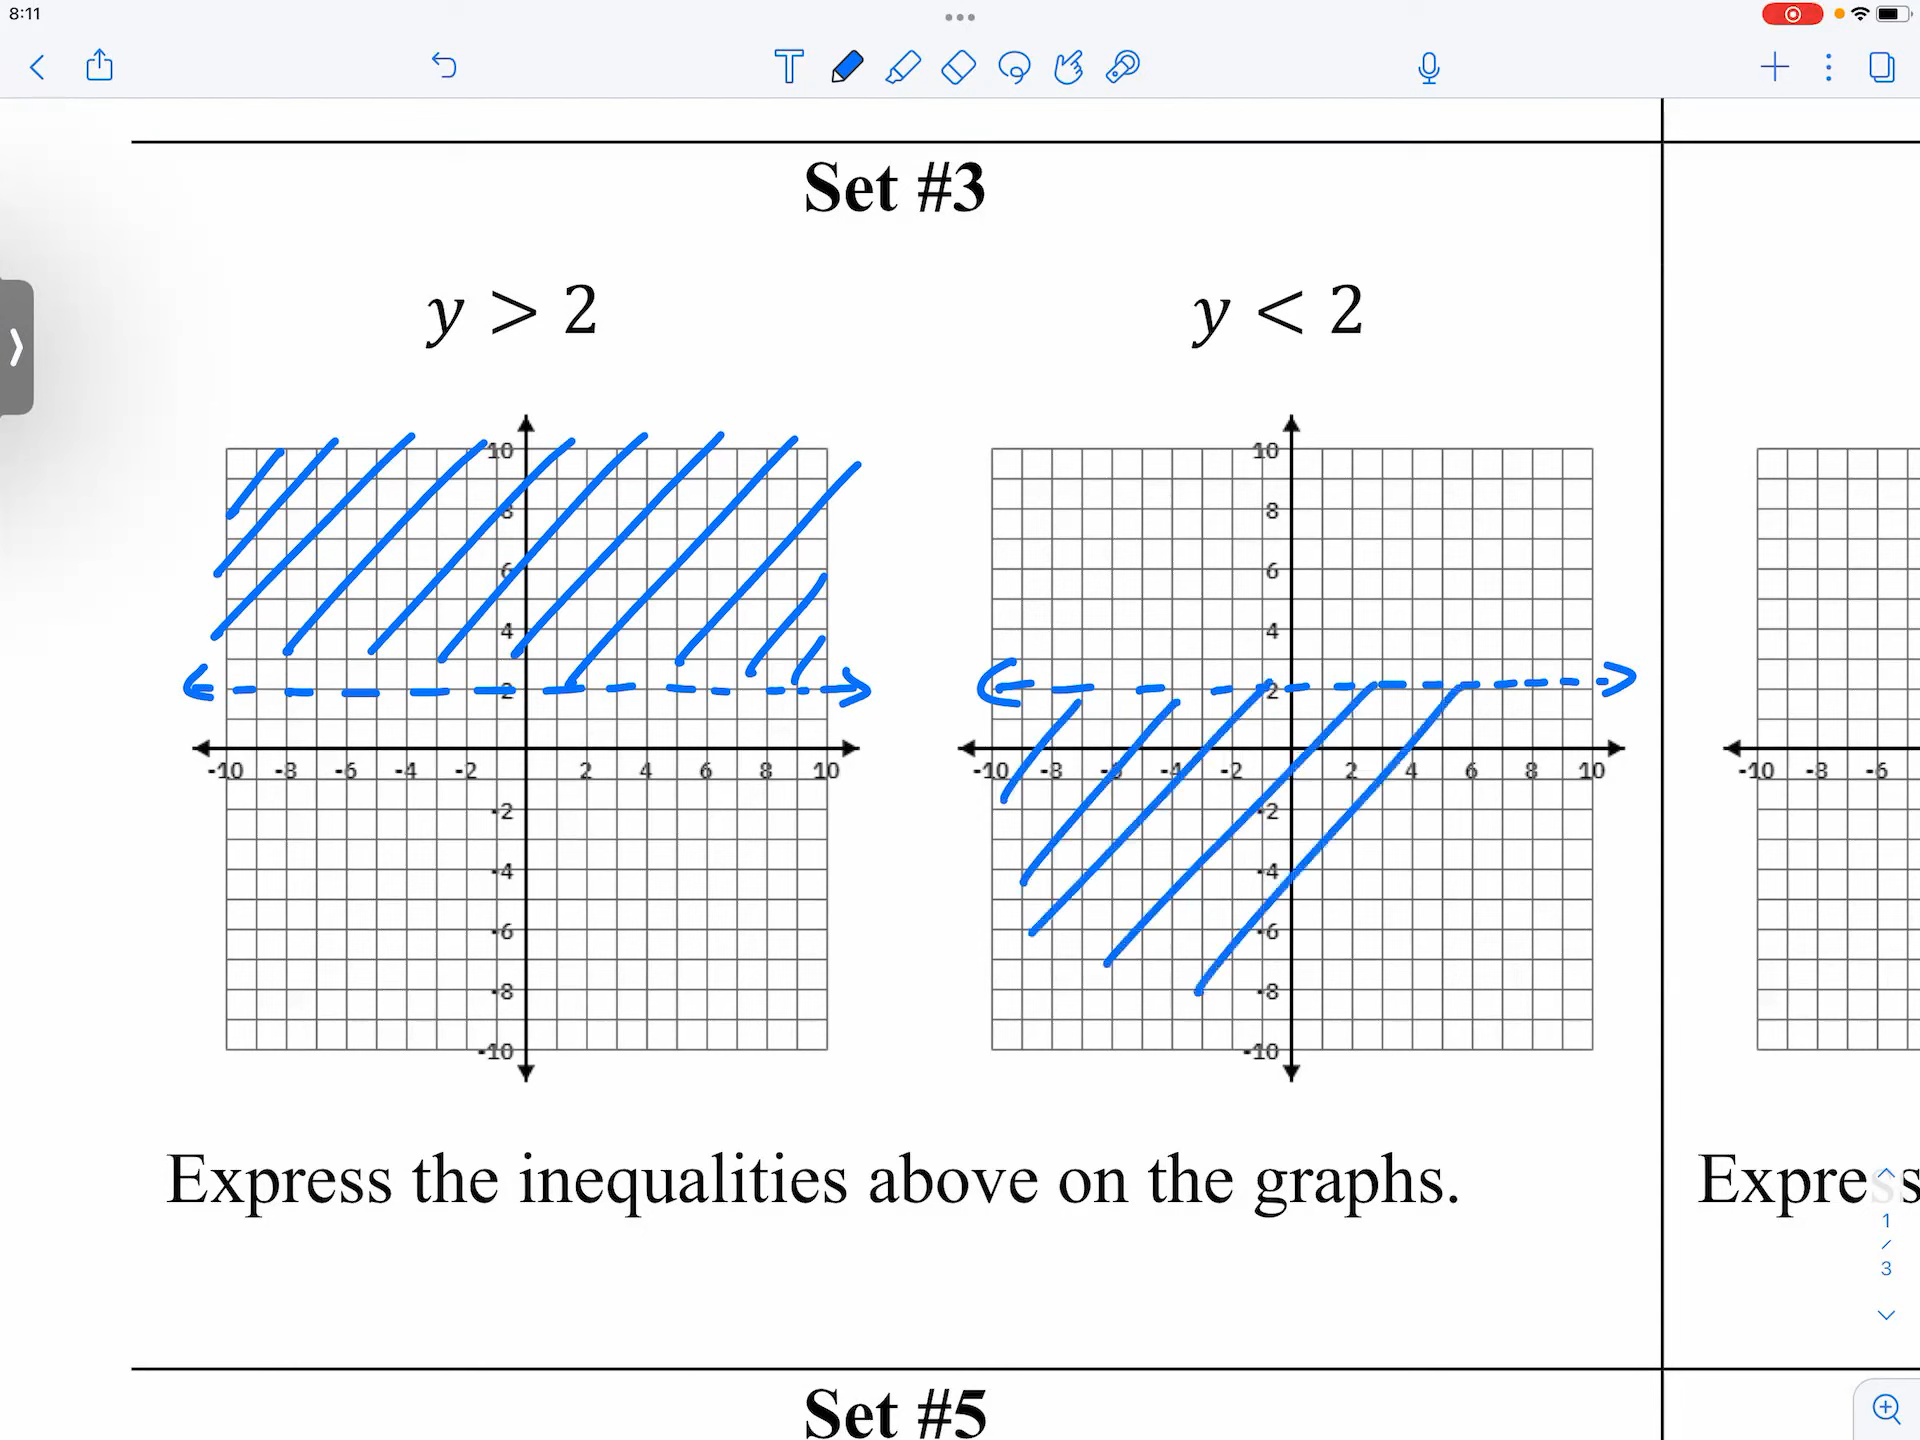 8:11
Set #3
y > 2
y < 2
10
8
6
4
2
-10 -8 -6 -4 -2 2 4 6 8 10
-2
-4
-6
-8
-10
10
8
6
4
2
-10 -8 -4 -2 2 4 6 8 10
-2
-4
-6
-8
-10
-10 -8 -6
Express the inequalities above on the graphs.
Express
1
/
3
Set #5